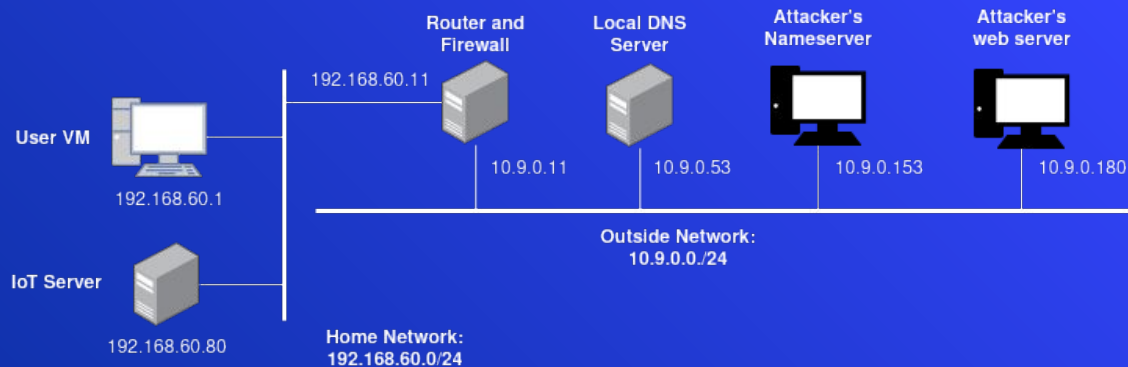 Router and
Firewall
Local DNS
Server
Attacker's
Nameserver
Attacker's
web server
192.168.60.11
User VM
192.168.60.1
10.9.0.11
10.9.0.53
10.9.0.153
10.9.0.180
Outside Network:
10.9.0.0./24
IoT Server
192.168.60.80
Home Network:
192.168.60.0/24